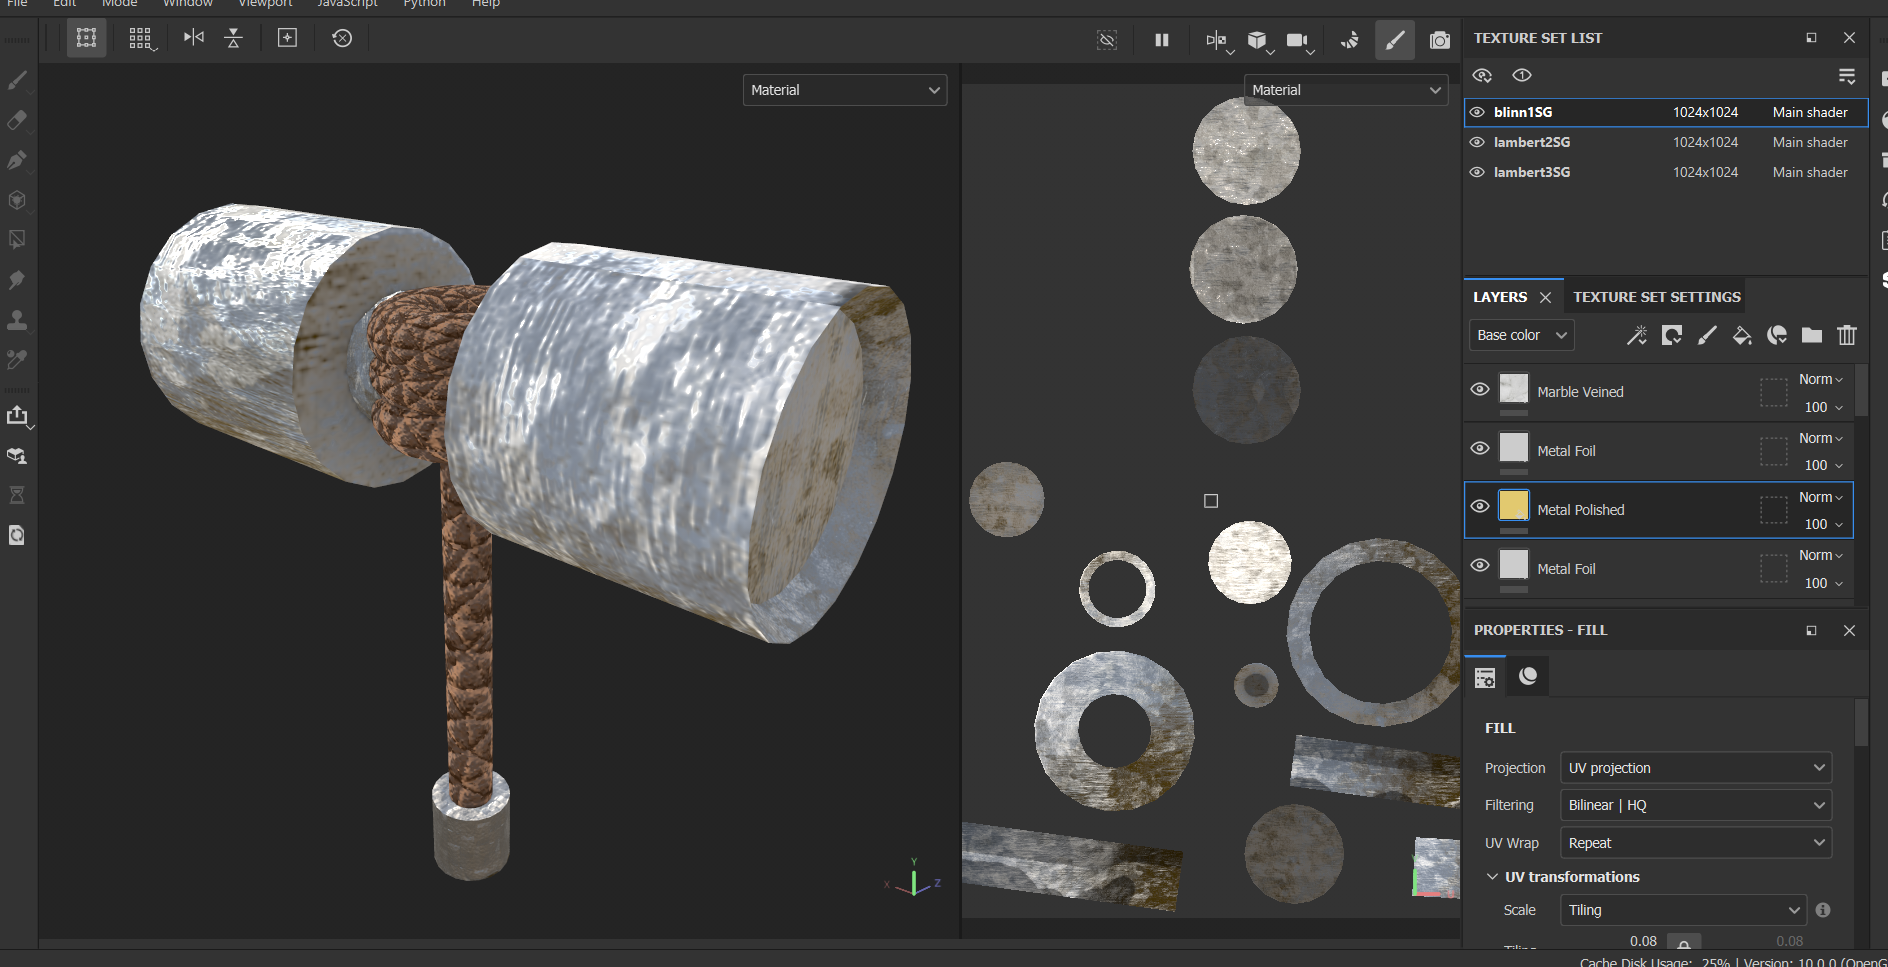 File Edit Mode Window Viewport JavaScript Python Help
Material
Material
TEXTURE SET LIST
blinn1SG 1024x1024 Main shader
lambert2SG 1024x1024 Main shader
lambert3SG 1024x1024 Main shader
LAYERS TEXTURE SET SETTINGS
Base color
Marble Veined Norm
100
Metal Foil Norm
100
Metal Polished Norm
100
Metal Foil Norm
100
PROPERTIES - FILL
FILL
Projection UV projection
Filtering Bilinear | HQ
UV Wrap Repeat
UV transformations
Scale Tiling
Tiling 0.08 0.08
Y
X Z
Cache Disk Usage: 25% | Version: 10.0.0 (OpenG